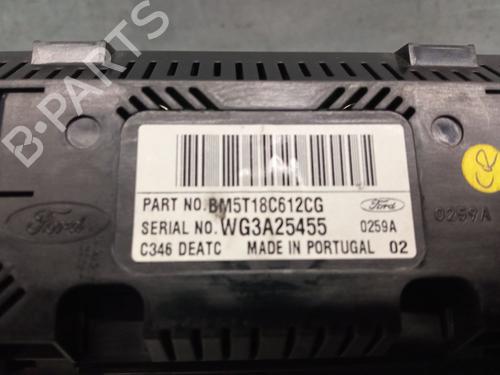 B-PARTS
PART NO. BM5T18C612CG
Ford
SERIAL NO. WG3A25455 0259A
C346 DEATC MADE IN PORTUGAL 02
Ford
0259A